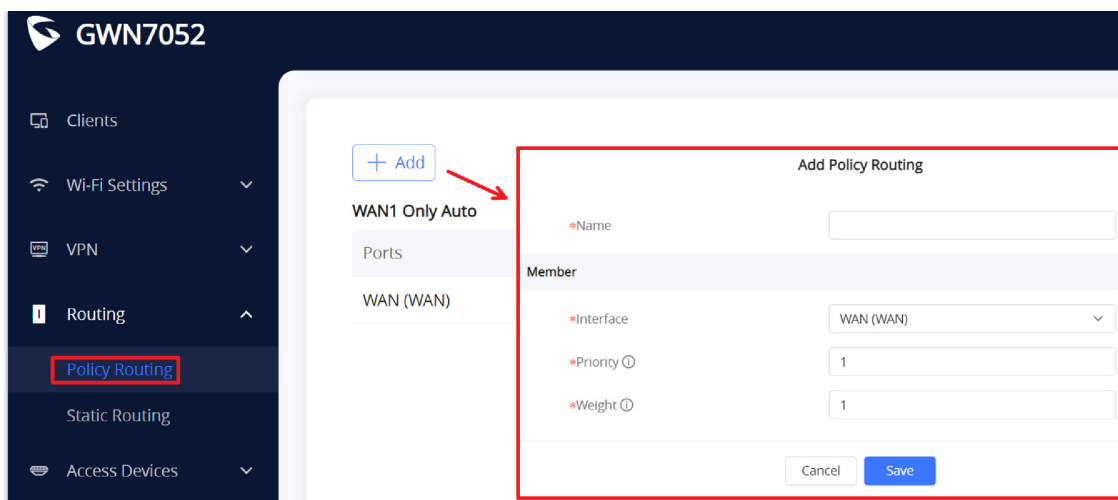 GWN7052
Clients
Wi-Fi Settings
VPN
VPN
Routing
Policy Routing
Static Routing
Access Devices
+ Add
WAN1 Only Auto
Ports
WAN (WAN)
Add Policy Routing
*Name
Member
*Interface
WAN (WAN)
*Priority
1
*Weight
1
Cancel
Save